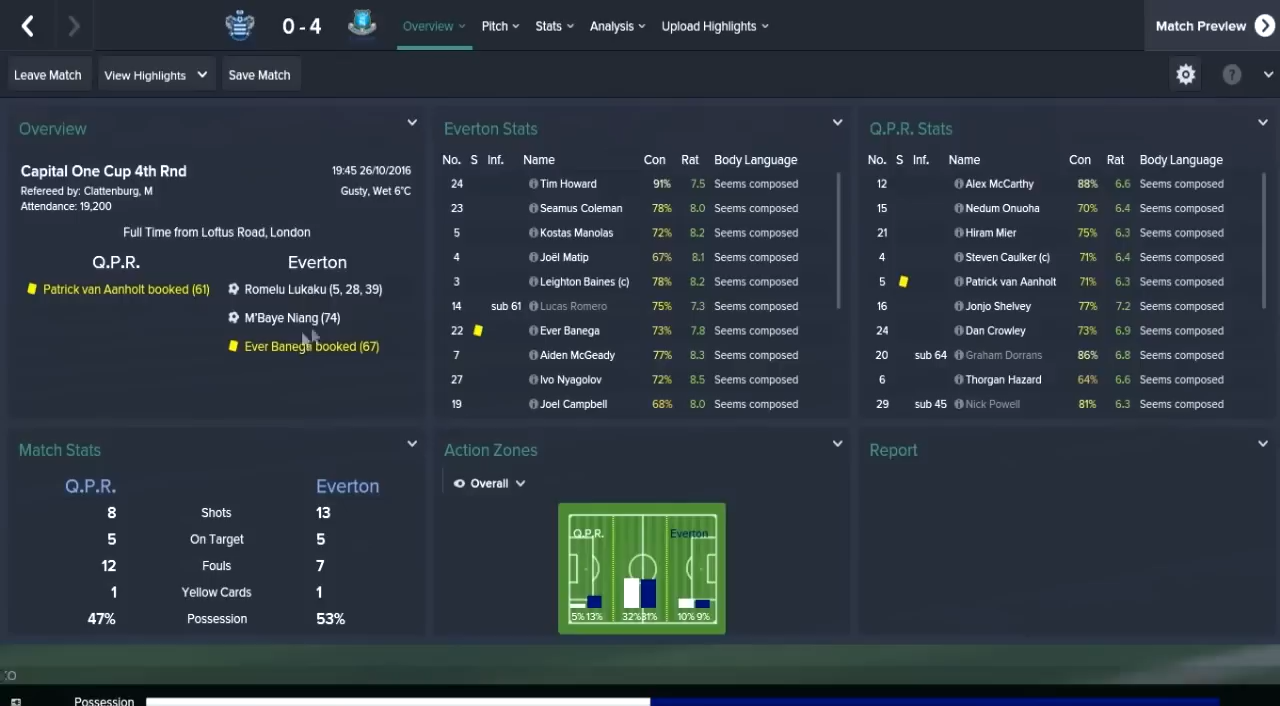 0 - 4 Overview Pitch Stats Analysis Upload Highlights Match Preview
Leave Match View Highlights Save Match ?
Overview
Capital One Cup 4th Rnd 19:45 26/10/2016
Refereed by: Clattenburg, M Gusty, Wet 6°C
Attendance: 19,200
Full Time from Loftus Road, London
Q.P.R. Everton
Patrick van Aanholt booked (61) Romelu Lukaku (5, 28, 39)
M'Baye Niang (74)
Ever Banega booked (67)
Everton Stats
No. S Inf. Name Con Rat Body Language
24 Tim Howard 91% 7.5 Seems composed
23 Seamus Coleman 78% 8.0 Seems composed
5 Kostas Manolas 72% 8.2 Seems composed
4 Joël Matip 67% 8.1 Seems composed
3 Leighton Baines (c) 78% 8.2 Seems composed
14 sub 61 Lucas Romero 75% 7.3 Seems composed
22 Ever Banega 73% 7.8 Seems composed
7 Aiden McGeady 77% 8.3 Seems composed
27 Ivo Nyagolov 72% 8.5 Seems composed
19 Joel Campbell 68% 8.0 Seems composed
Q.P.R. Stats
No. S Inf. Name Con Rat Body Language
12 Alex McCarthy 88% 6.6 Seems composed
15 Nedum Onuoha 70% 6.4 Seems composed
21 Hiram Mier 75% 6.3 Seems composed
4 Steven Caulker (c) 71% 6.4 Seems composed
5 Patrick van Aanholt 71% 6.3 Seems composed
16 Jonjo Shelvey 77% 7.2 Seems composed
24 Dan Crowley 73% 6.9 Seems composed
20 sub 64 Graham Dorrans 86% 6.8 Seems composed
6 Thorgan Hazard 64% 6.6 Seems composed
29 sub 45 Nick Powell 81% 6.3 Seems composed
Match Stats
Q.P.R. Everton
8 Shots 13
5 On Target 5
12 Fouls 7
1 Yellow Cards 1
47% Possession 53%
Action Zones
Overall
Q.P.R. Everton
5% 13% 32% 31% 10% 9%
Report
Possession